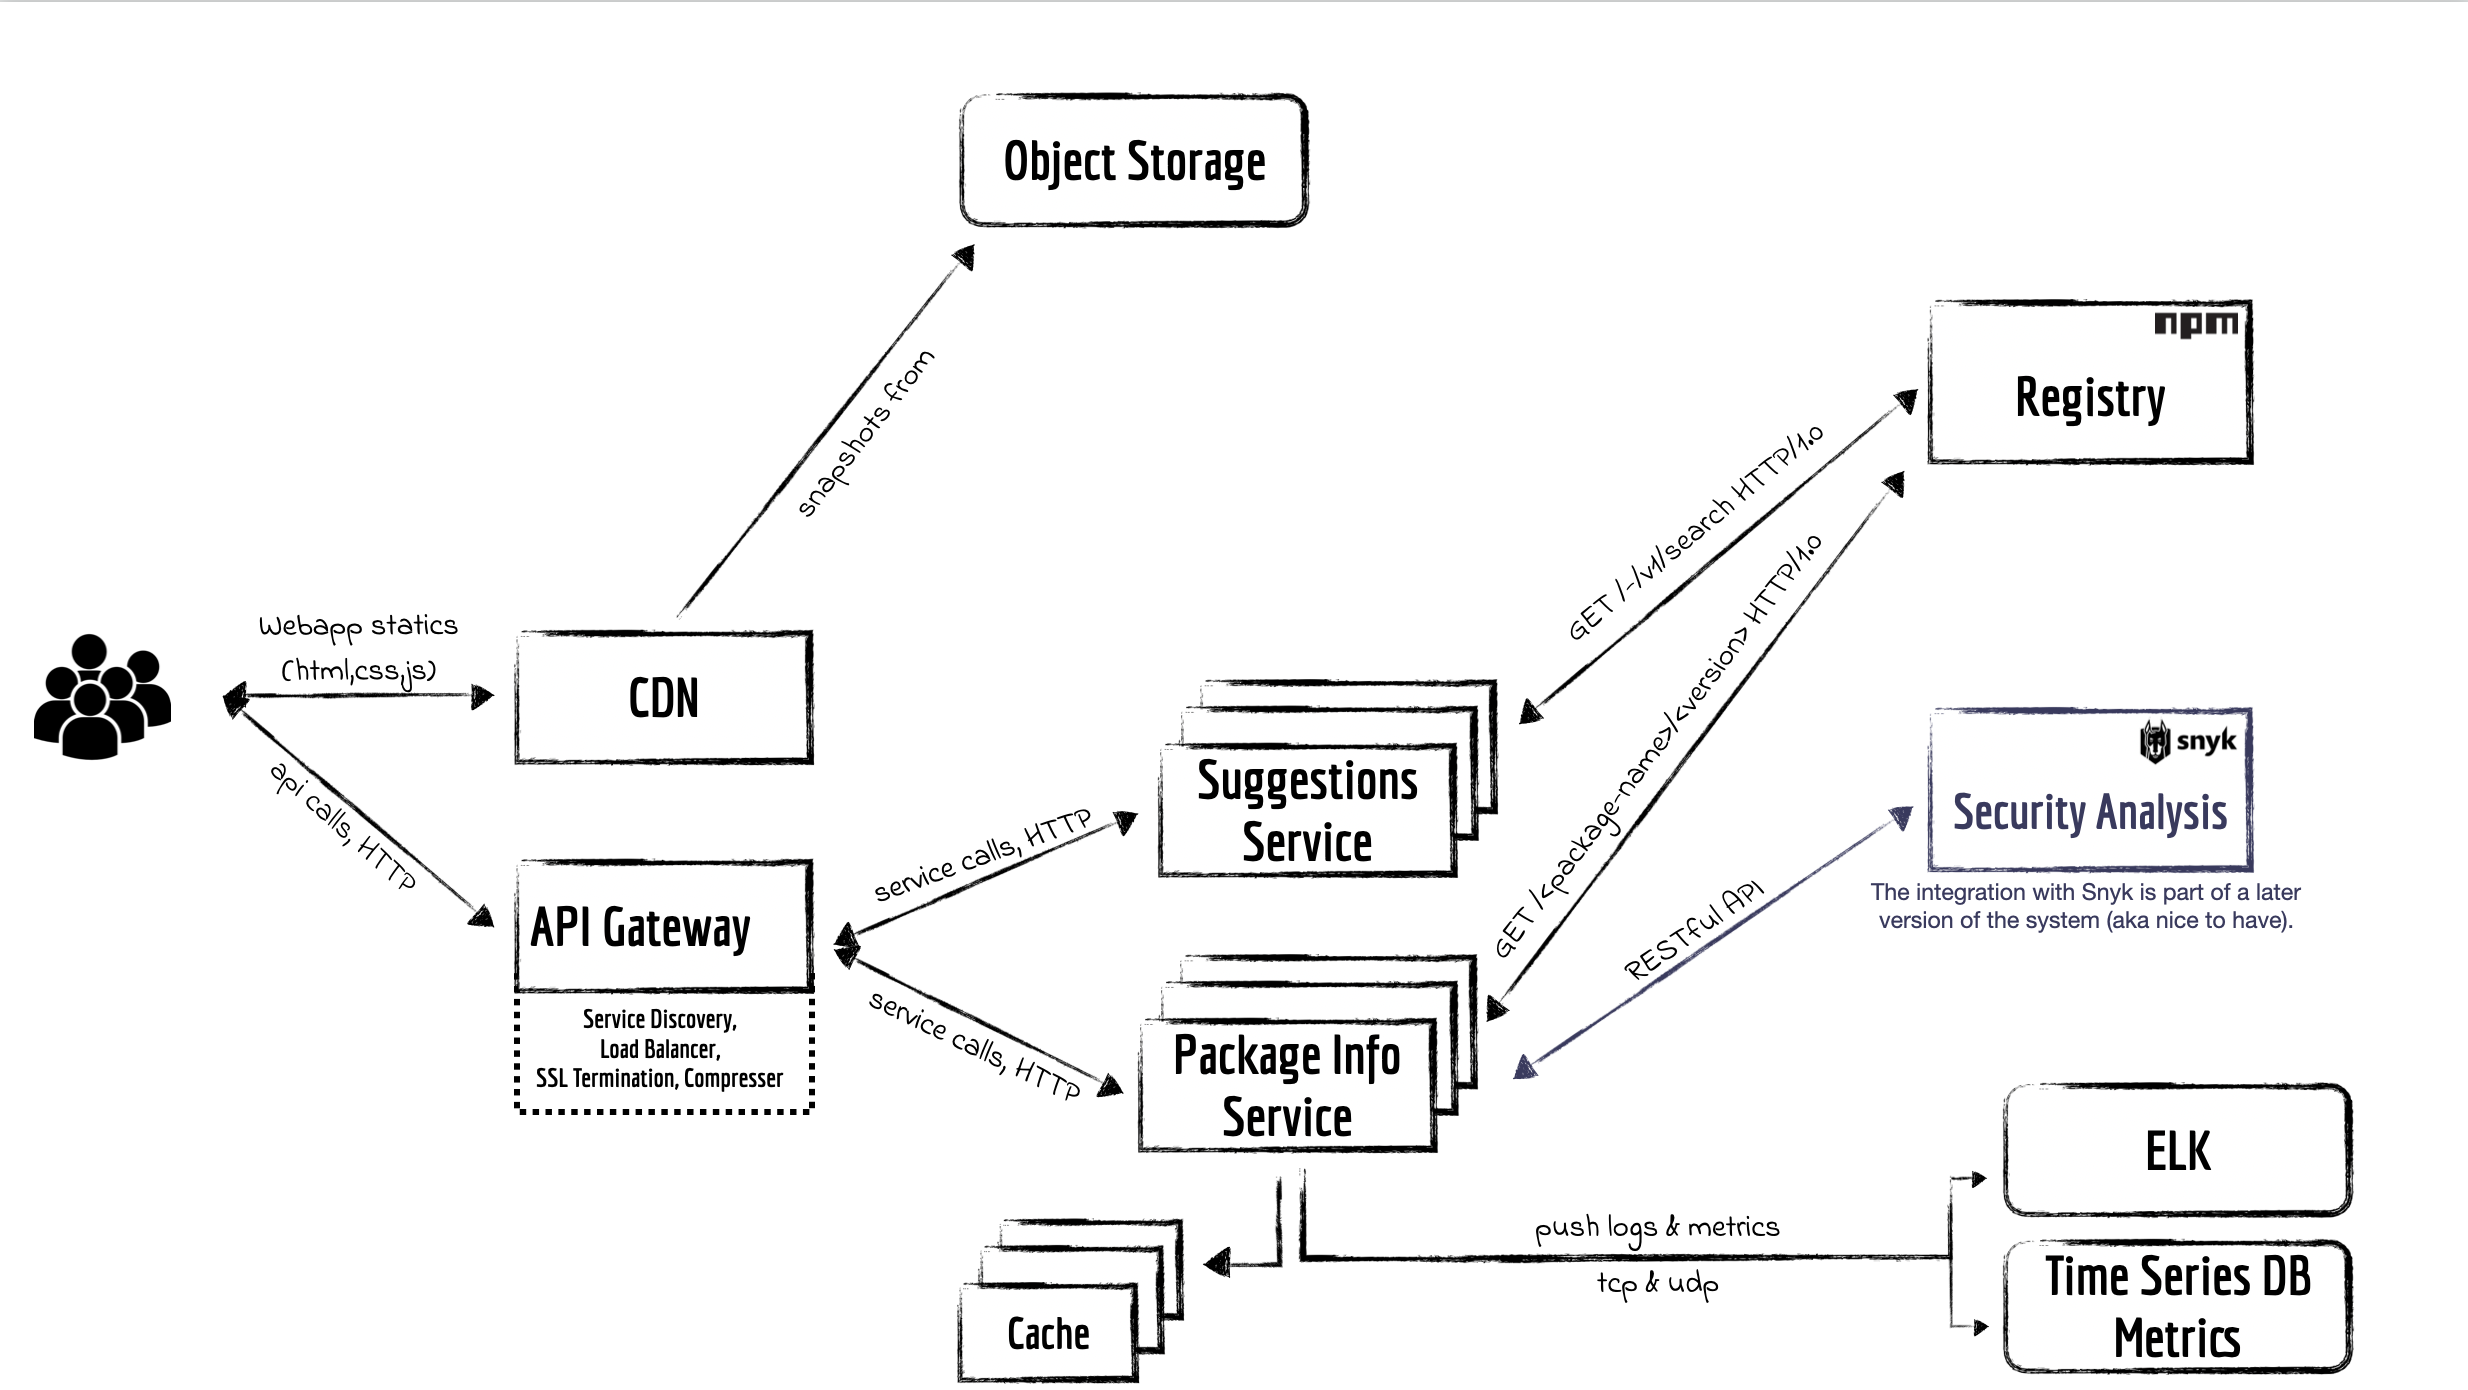 Object Storage
npm
Registry
snapshots from
GET /-/v1/search HTTP/1.0
GET /<package-name>/<version> HTTP/1.0
Webapp statics
(html,css,js)
CDN
api calls, HTTP
Suggestions
Service
snyk
Security Analysis
The integration with Snyk is part of a later
version of the system (aka nice to have).
service calls, HTTP
API Gateway
RESTful API
Service Discovery,
Load Balancer,
SSL Termination, Compresser
service calls, HTTP
Package Info
Service
ELK
push logs & metrics
tcp & udp
Time Series DB
Metrics
Cache